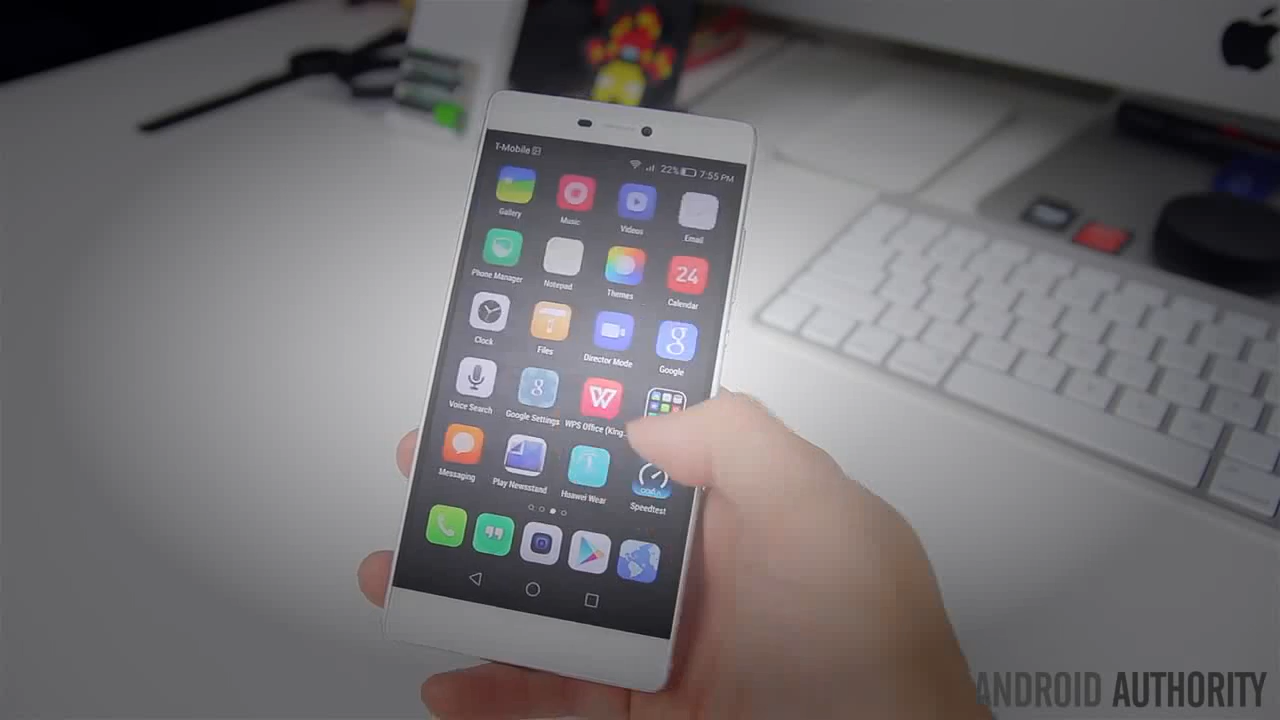 T-Mobile
22% 7:55 PM
Gallery Music Videos Email
Phone Manager Notepad Themes Calendar
24
Clock Files Director Mode Google
g
Voice Search Google Settings WPS Office (King...
g W
Messaging Play Newsstand Huawei Wear Speedtest
ANDROID AUTHORITY